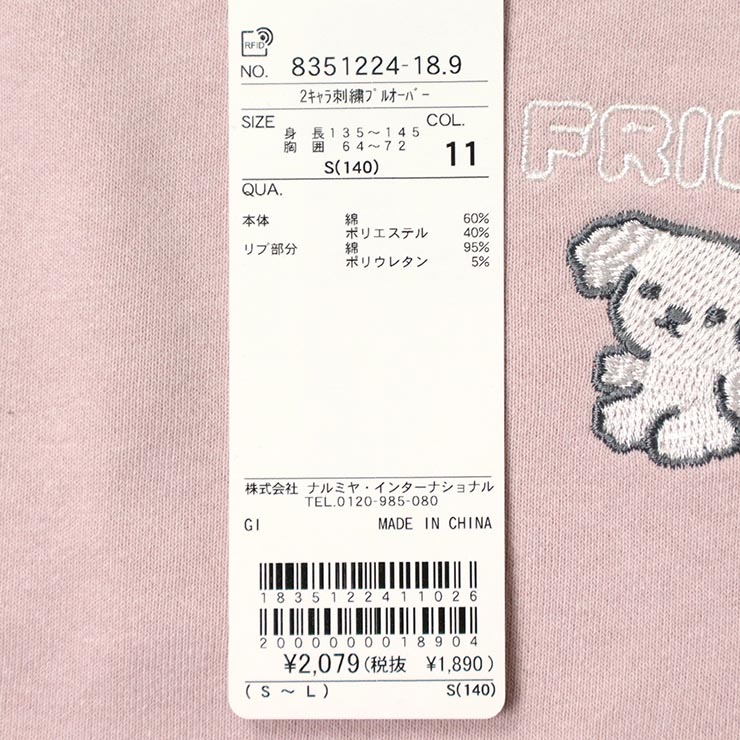 RFID
NO. 8351224-18.9
2ｷｬﾗ刺繍ﾌﾟﾙｵｰﾊﾞｰ
SIZE COL.
身 長 135～145
胸 囲 64～72
S(140) 11
QUA.
本体 綿 60%
ポリエステル 40%
リブ部分 綿 95%
ポリウレタン 5%
株式会社 ナルミヤ・インターナショナル
TEL.0120-985-080
GI MADE IN CHINA
1835122411026
2000000018904
¥2,079(税抜 ¥1,890)
(S～L) S(140)
FRI